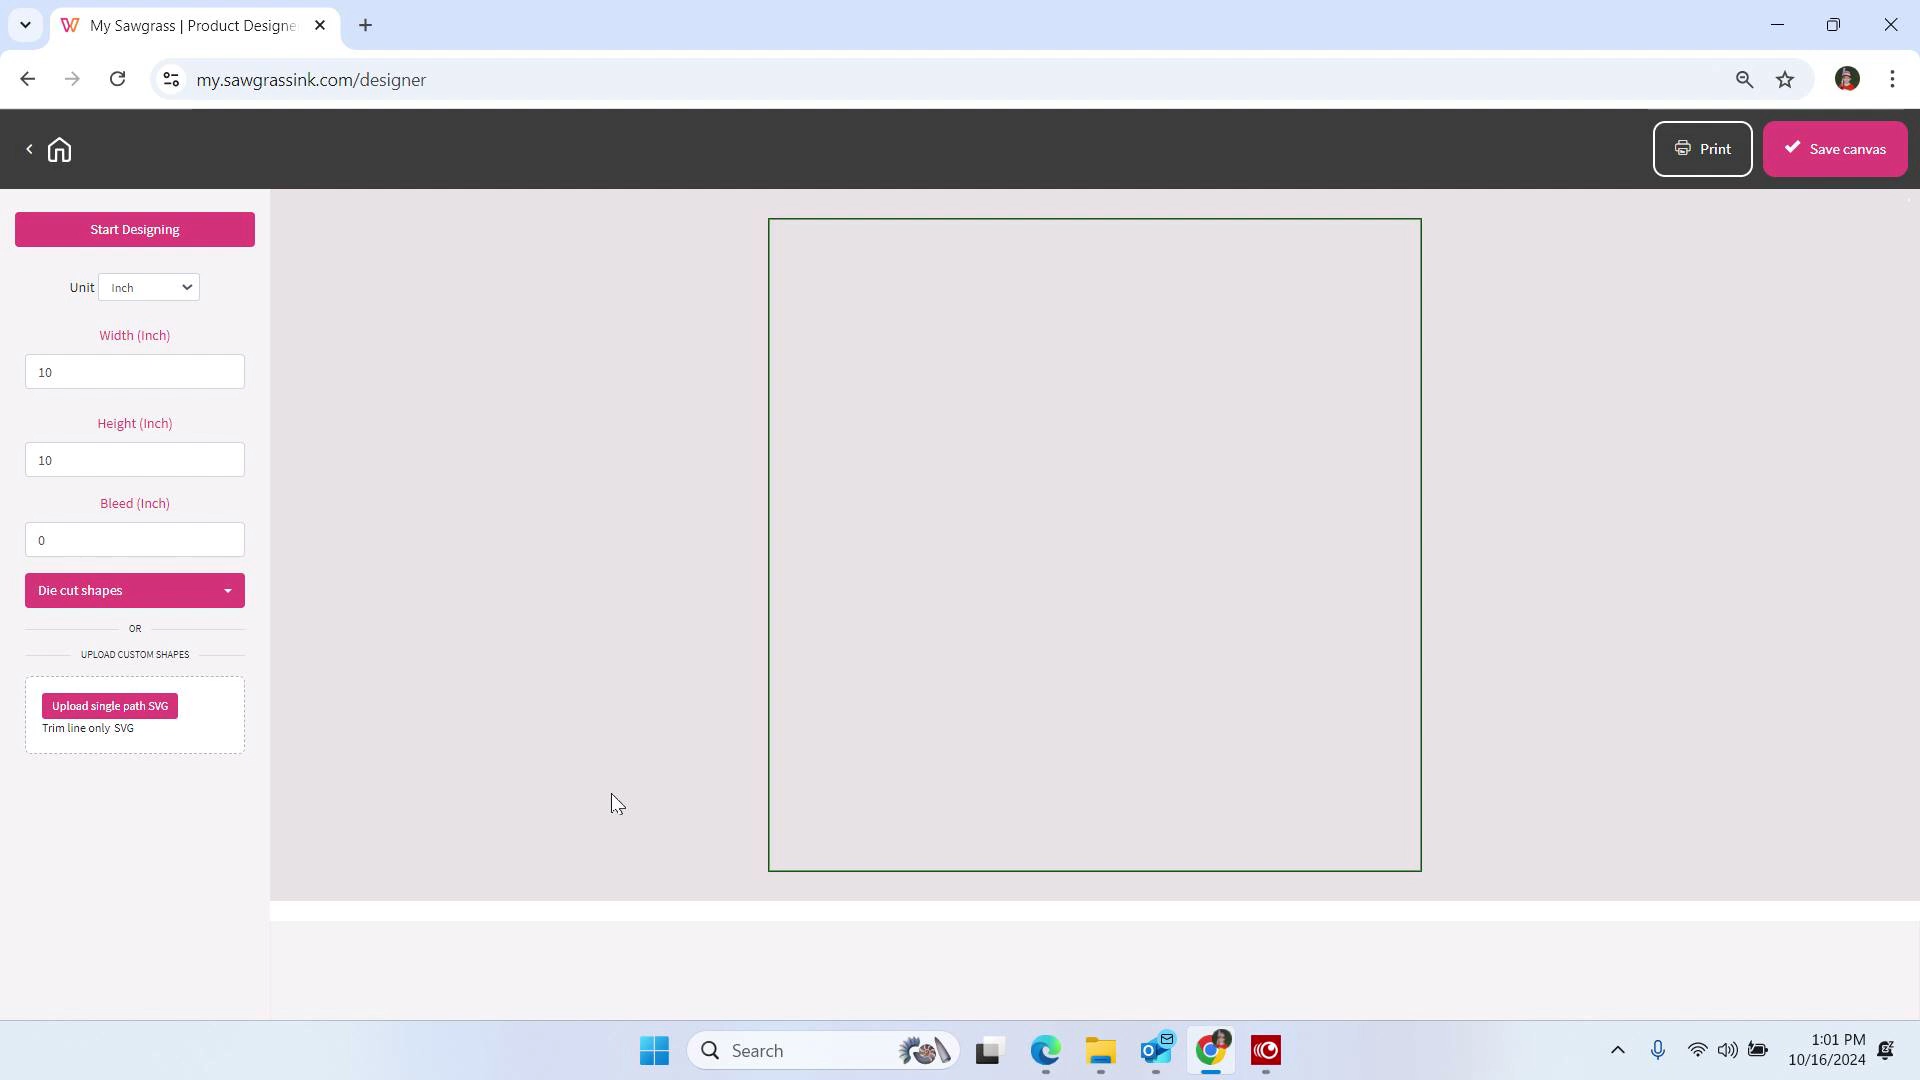 My Sawgrass | Product Designe
my.sawgrassink.com/designer
Print
Save canvas
Start Designing
Unit
Inch
Width (Inch)
10
Height (Inch)
10
Bleed (Inch)
0
Die cut shapes
OR
UPLOAD CUSTOM SHAPES
Upload single path SVG
Trim line only SVG
Search
1:01 PM
10/16/2024